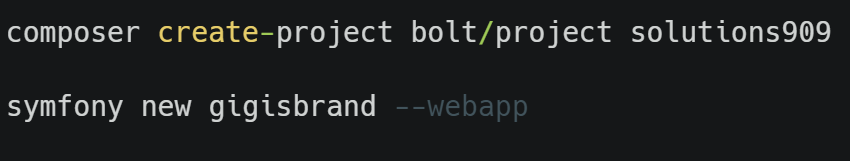 composer create-project bolt/project solutions909
symfony new gigisbrand --webapp